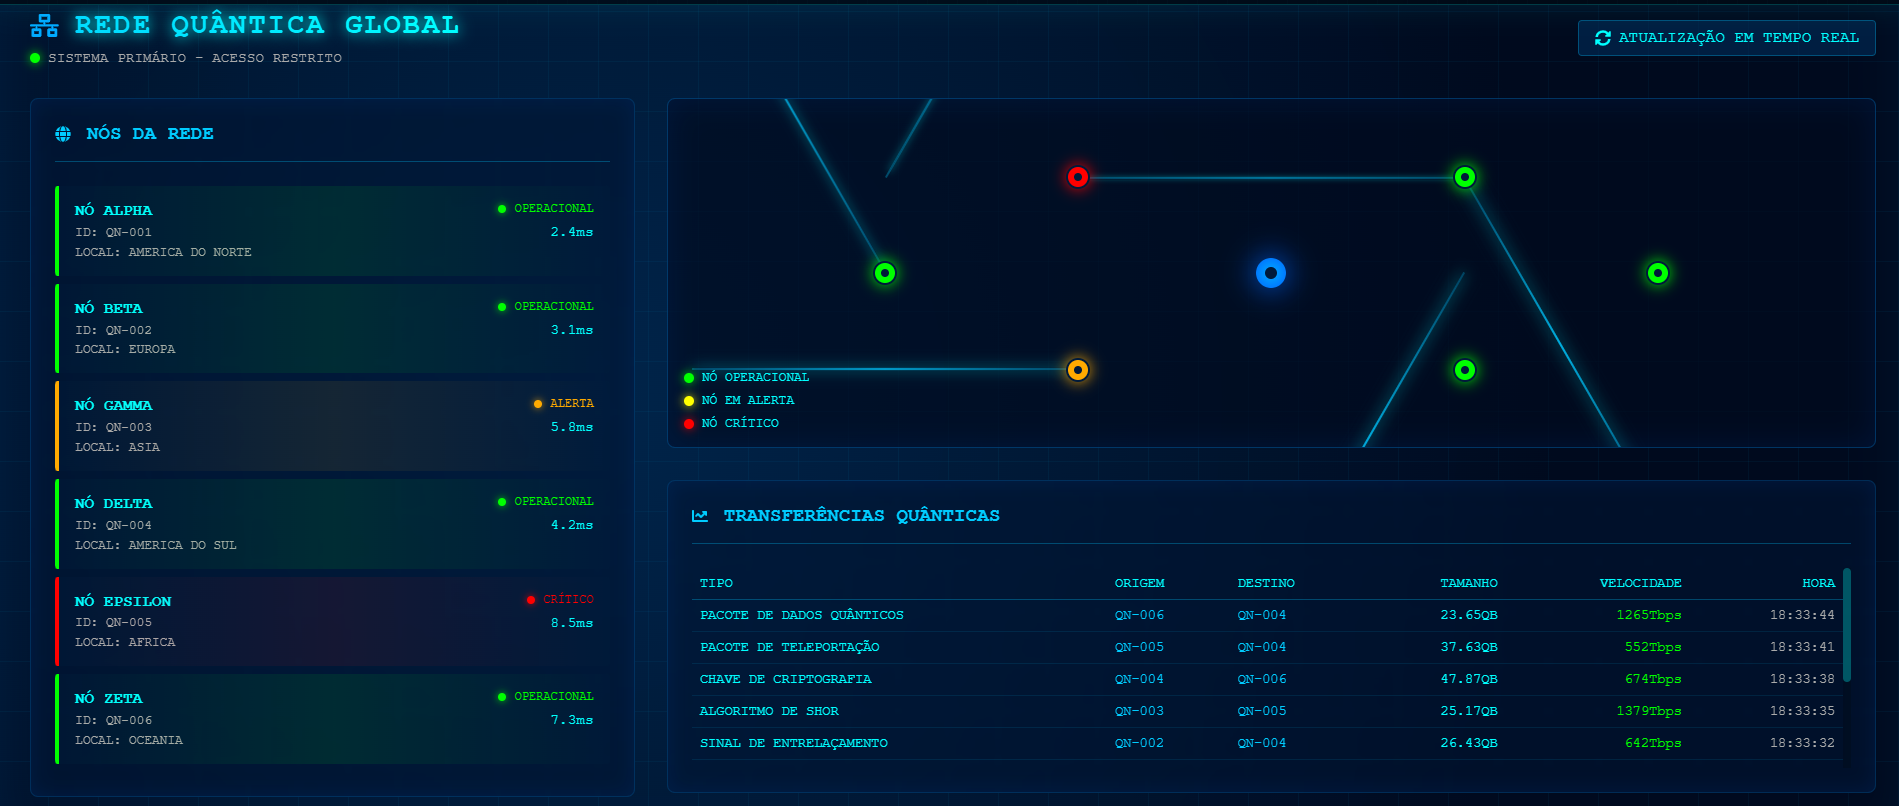 REDE QUÂNTICA GLOBAL
SISTEMA PRIMÁRIO - ACESSO RESTRITO
ATUALIZAÇÃO EM TEMPO REAL
NÓS DA REDE
NÓ ALPHA OPERACIONAL
ID: QN-001 2.4ms
LOCAL: AMERICA DO NORTE
NÓ BETA OPERACIONAL
ID: QN-002 3.1ms
LOCAL: EUROPA
NÓ GAMMA ALERTA
ID: QN-003 5.8ms
LOCAL: ASIA
NÓ DELTA OPERACIONAL
ID: QN-004 4.2ms
LOCAL: AMERICA DO SUL
NÓ EPSILON CRÍTICO
ID: QN-005 8.5ms
LOCAL: AFRICA
NÓ ZETA OPERACIONAL
ID: QN-006 7.3ms
LOCAL: OCEANIA
NÓ OPERACIONAL
NÓ EM ALERTA
NÓ CRÍTICO
TRANSFERÊNCIAS QUÂNTICAS
TIPO ORIGEM DESTINO TAMANHO VELOCIDADE HORA
PACOTE DE DADOS QUÂNTICOS QN-006 QN-004 23.65QB 1265Tbps 18:33:44
PACOTE DE TELEPORTAÇÃO QN-005 QN-004 37.63QB 552Tbps 18:33:41
CHAVE DE CRIPTOGRAFIA QN-004 QN-006 47.87QB 674Tbps 18:33:38
ALGORITMO DE SHOR QN-003 QN-005 25.17QB 1379Tbps 18:33:35
SINAL DE ENTRELAÇAMENTO QN-002 QN-004 26.43QB 642Tbps 18:33:32